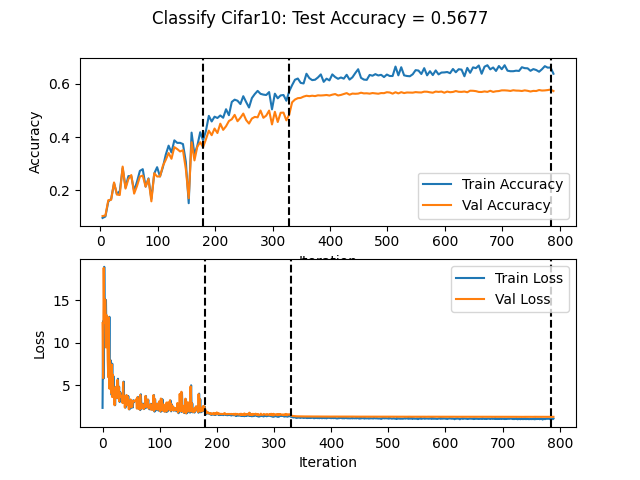 Classify Cifar10: Test Accuracy = 0.5677
Accuracy
0.6
0.4
0.2
Train Accuracy
Val Accuracy
0 100 200 300 400 500 600 700 800
Iteration
Loss
15
10
5
Train Loss
Val Loss
0 100 200 300 400 500 600 700 800
Iteration